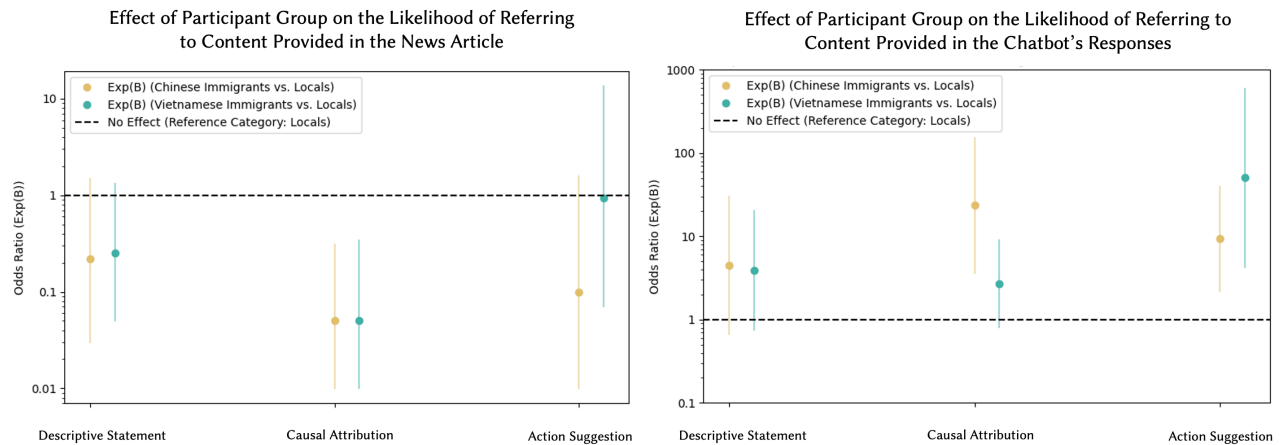 Effect of Participant Group on the Likelihood of Referring
to Content Provided in the News Article
Exp(B) (Chinese Immigrants vs. Locals)
Exp(B) (Vietnamese Immigrants vs. Locals)
No Effect (Reference Category: Locals)
Odds Ratio (Exp(B))
10
1
0.1
0.01
Descriptive Statement
Causal Attribution
Action Suggestion
Effect of Participant Group on the Likelihood of Referring to
Content Provided in the Chatbot's Responses
Exp(B) (Chinese Immigrants vs. Locals)
Exp(B) (Vietnamese Immigrants vs. Locals)
No Effect (Reference Category: Locals)
Odds Ratio (Exp(B))
1000
100
10
1
0.1
Descriptive Statement
Causal Attribution
Action Suggestion